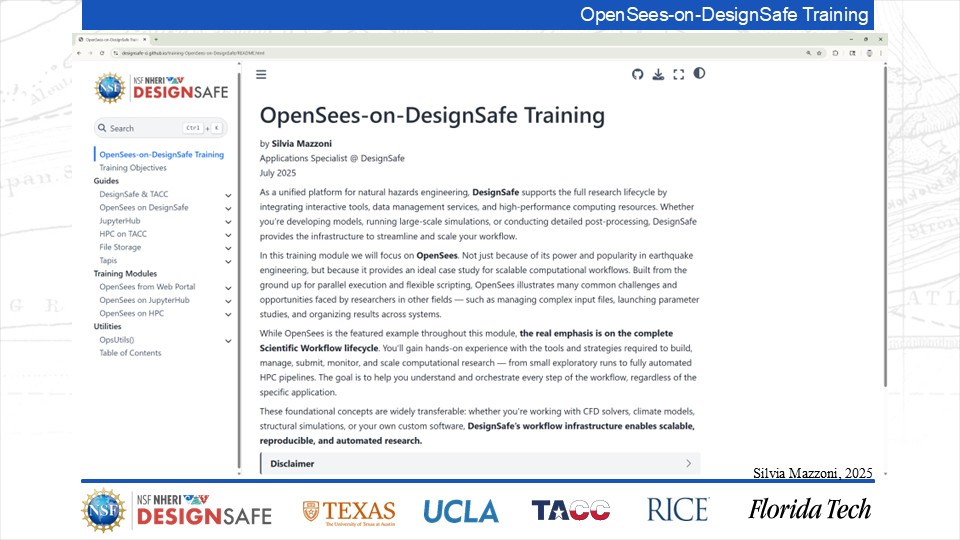 OpenSees-on-DesignSafe Training
OpenSees-on-DesignSafe Train
designsafe-ci.github.io/training-OpenSees-on-DesignSafe/README.html
NSF
NSF NHERI
DESIGNSAFE
Search
Ctrl + K
OpenSees-on-DesignSafe Training
Training Objectives
Guides
DesignSafe & TACC
OpenSees on DesignSafe
JupyterHub
HPC on TACC
File Storage
Tapis
Training Modules
OpenSees from Web Portal
OpenSees on JupyterHub
OpenSees on HPC
Utilities
OpsUtils()
Table of Contents
OpenSees-on-DesignSafe Training
by Silvia Mazzoni
Applications Specialist @ DesignSafe
July 2025
As a unified platform for natural hazards engineering, DesignSafe supports the full research lifecycle by
integrating interactive tools, data management services, and high-performance computing resources. Whether
you're developing models, running large-scale simulations, or conducting detailed post-processing, DesignSafe
provides the infrastructure to streamline and scale your workflow.
In this training module we will focus on OpenSees. Not just because of its power and popularity in earthquake
engineering, but because it provides an ideal case study for scalable computational workflows. Built from the
ground up for parallel execution and flexible scripting, OpenSees illustrates many common challenges and
opportunities faced by researchers in other fields — such as managing complex input files, launching parameter
studies, and organizing results across systems.
While OpenSees is the featured example throughout this module, the real emphasis is on the complete
Scientific Workflow lifecycle. You'll gain hands-on experience with the tools and strategies required to build,
manage, submit, monitor, and scale computational research — from small exploratory runs to fully automated
HPC pipelines. The goal is to help you understand and orchestrate every step of the workflow, regardless of the
specific application.
These foundational concepts are widely transferable: whether you're working with CFD solvers, climate models,
structural simulations, or your own custom software, DesignSafe's workflow infrastructure enables scalable,
reproducible, and automated research.
Disclaimer
Silvia Mazzoni, 2025
NSF
NSF NHERI
DESIGNSAFE
TEXAS
The University of Texas at Austin
UCLA
TACC
RICE
Florida Tech